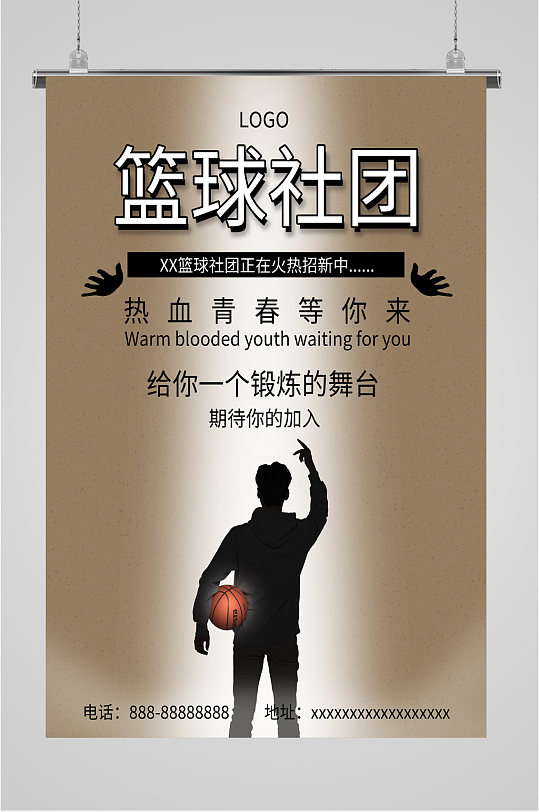 LOGO
篮球社团
XX篮球社团正在火热招新中......
热血青春等你来
Warm blooded youth waiting for you
给你一个锻炼的舞台
期待你的加入
电话：888-88888888 地址：xxxxxxxxxxxxxxxxxx